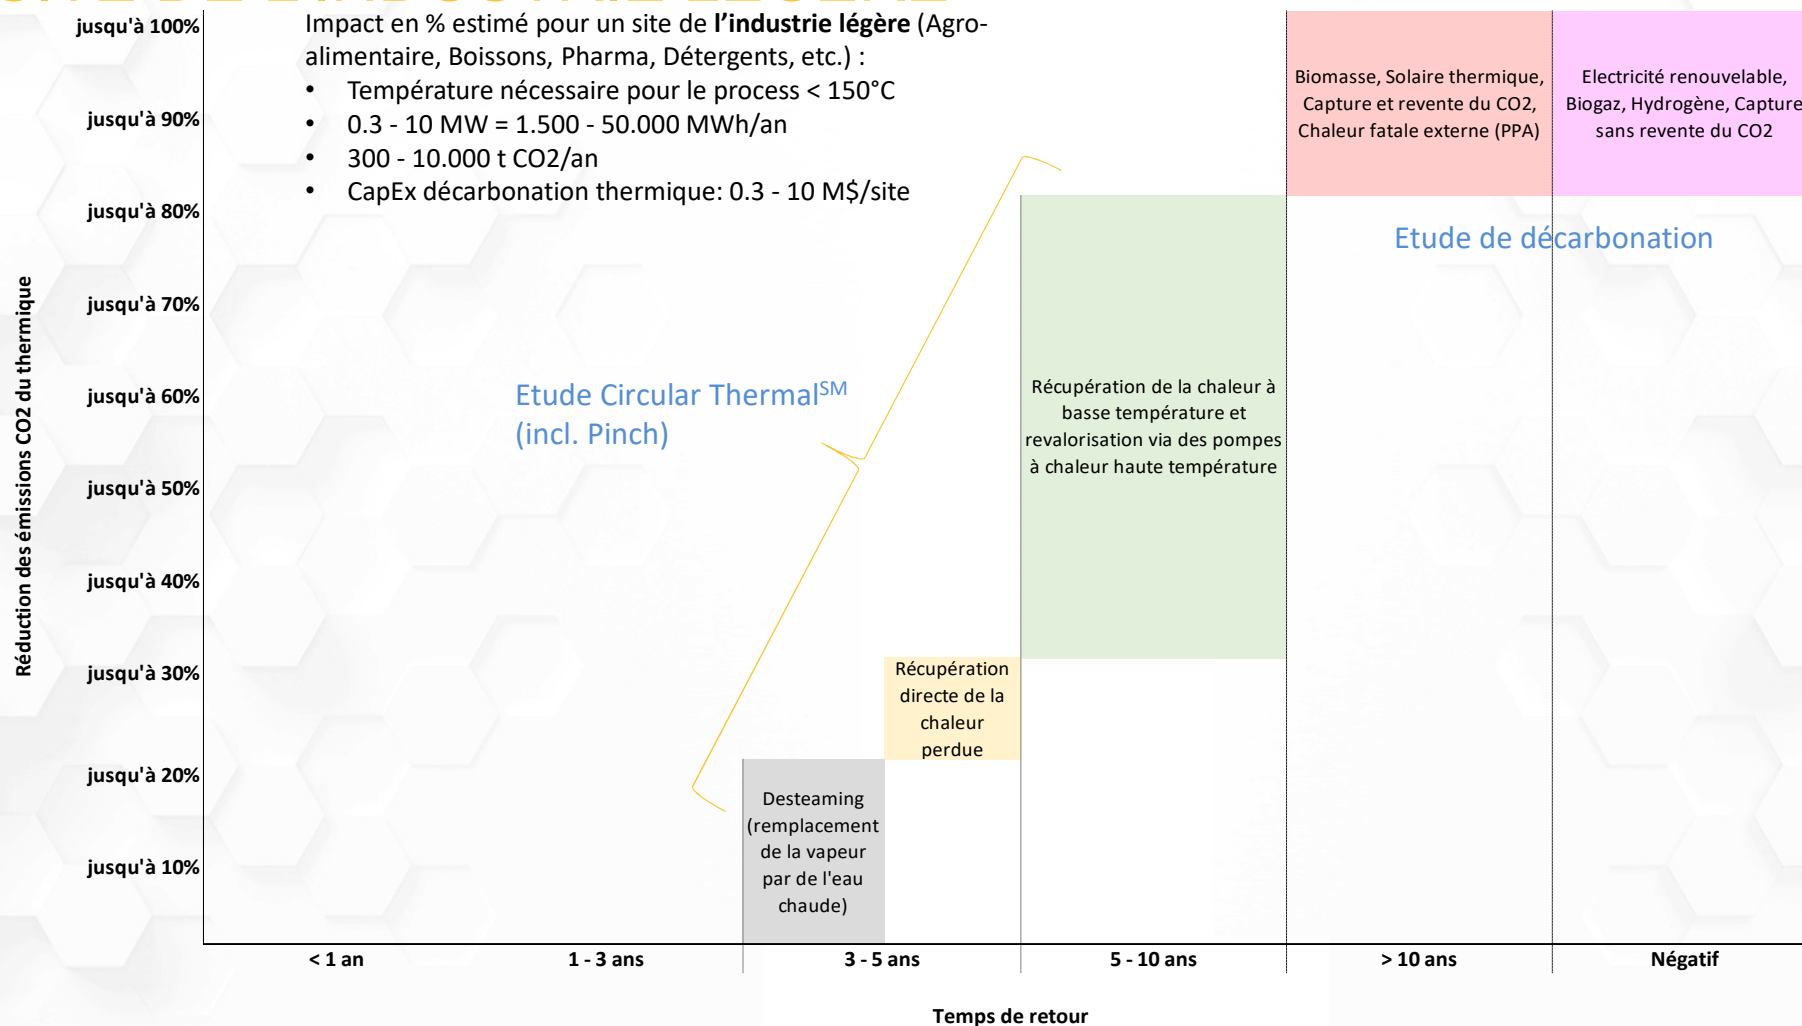 SITE DE L'INDUSTRIE LÉGÈRE
Impact en % estimé pour un site de l’industrie légère (Agro-
alimentaire, Boissons, Pharma, Détergents, etc.) :
• Température nécessaire pour le process < 150°C
• 0.3 - 10 MW = 1.500 - 50.000 MWh/an
• 300 - 10.000 t CO2/an
• CapEx décarbonation thermique: 0.3 - 10 M$/site
Réduction des émissions CO2 du thermique
jusqu'à 100%
jusqu'à 90%
jusqu'à 80%
jusqu'à 70%
jusqu'à 60%
jusqu'à 50%
jusqu'à 40%
jusqu'à 30%
jusqu'à 20%
jusqu'à 10%
Etude Circular ThermalSM
(incl. Pinch)
Desteaming
(remplacement
de la vapeur
par de l'eau
chaude)
Récupération
directe de la
chaleur
perdue
Récupération de la chaleur à
basse température et
revalorisation via des pompes
à chaleur haute température
Biomasse, Solaire thermique,
Capture et revente du CO2,
Chaleur fatale externe (PPA)
Electricité renouvelable,
Biogaz, Hydrogène, Capture
sans revente du CO2
Etude de décarbonation
< 1 an
1 - 3 ans
3 - 5 ans
5 - 10 ans
> 10 ans
Négatif
Temps de retour